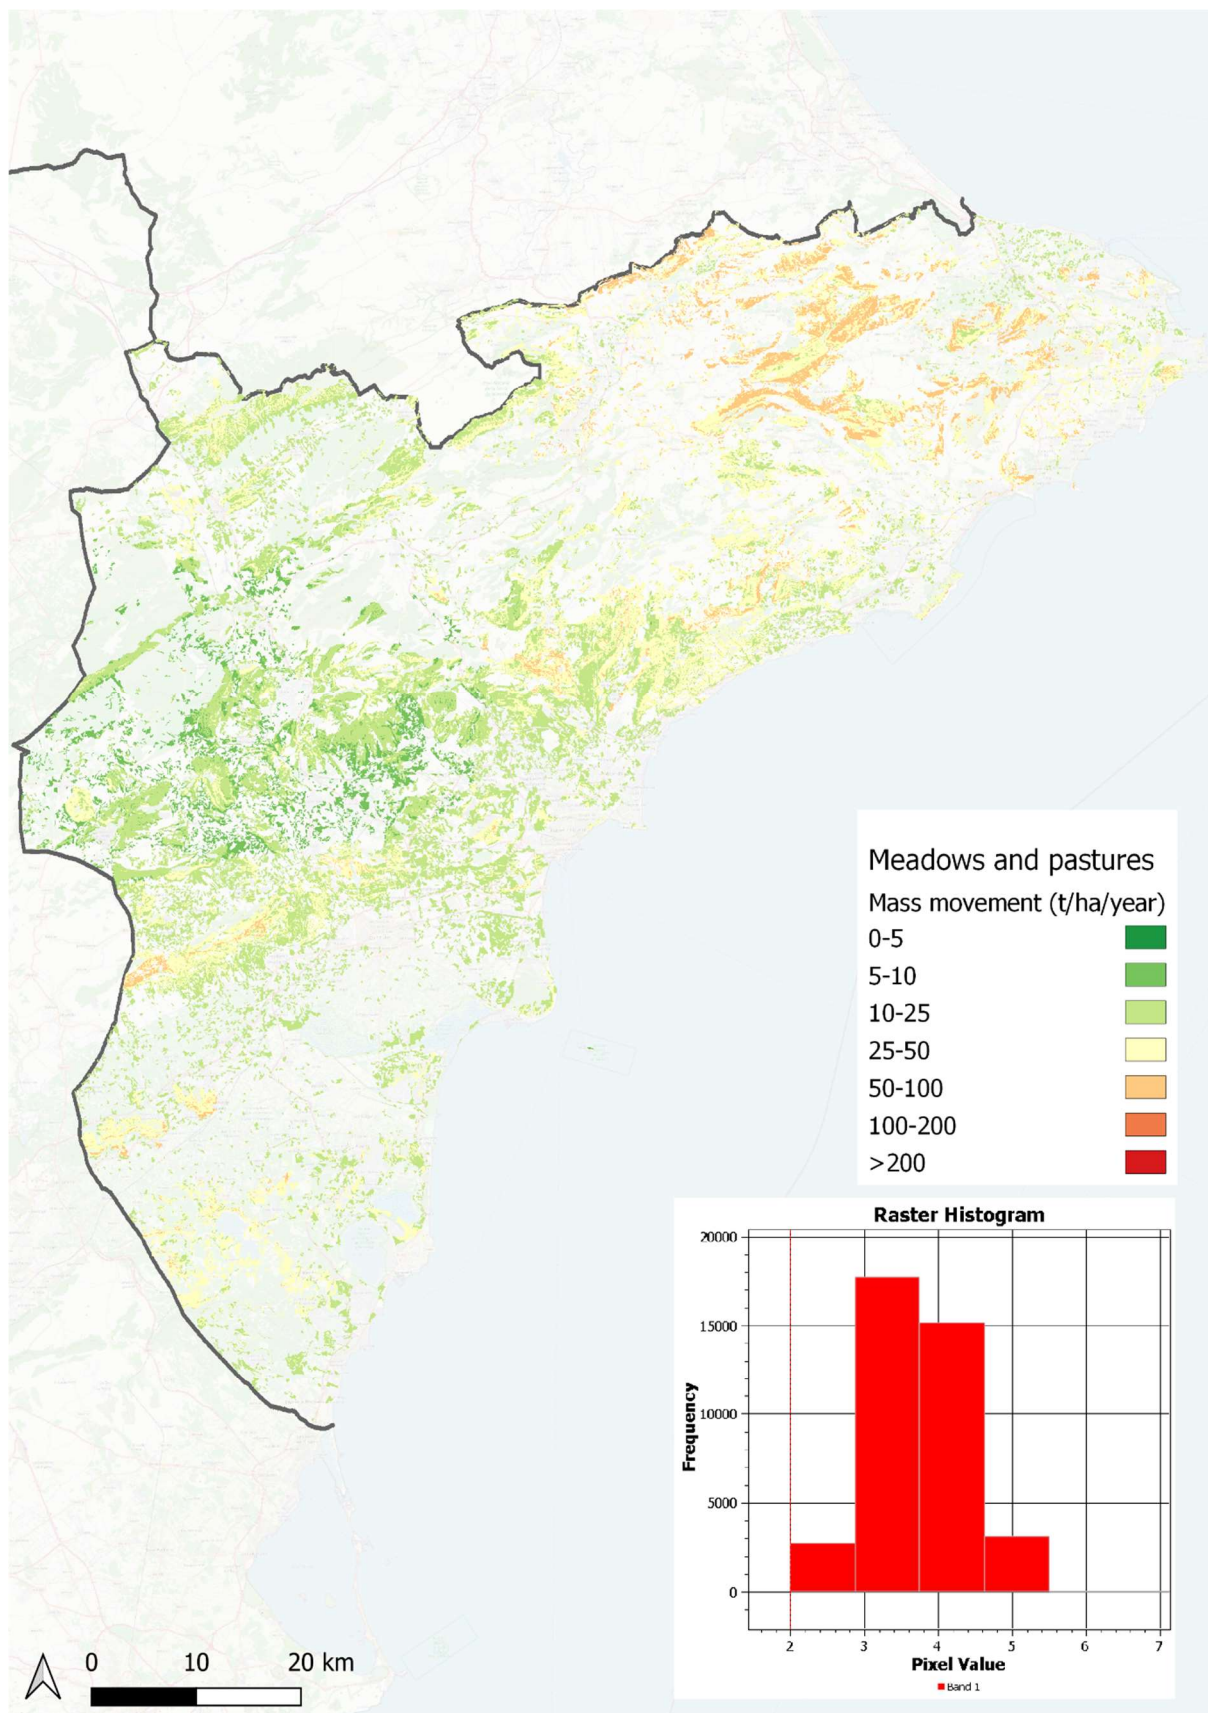 Meadows and pastures
Mass movement (t/ha/year)
0-5
5-10
10-25
25-50
50-100
100-200
>200
Raster Histogram
20000
15000
10000
5000
0
Frequency
2 3 4 5 6 7
Pixel Value
Band 1
0 10 20 km